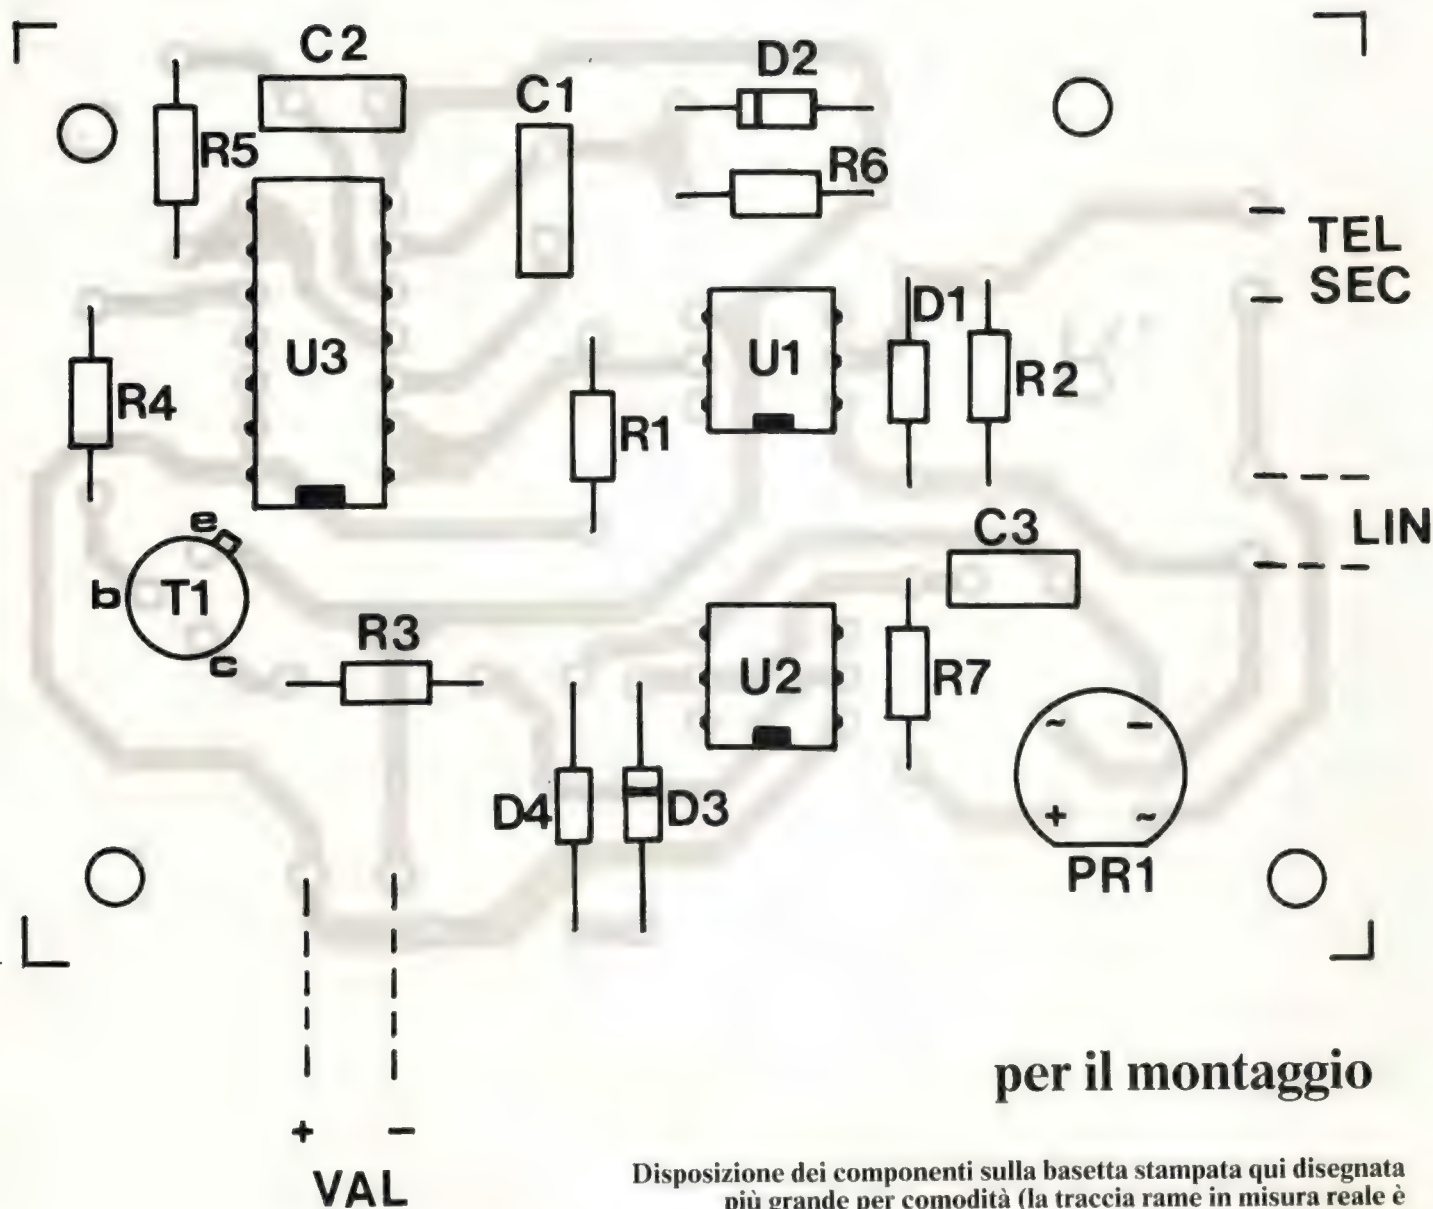 C2
D2
C1
R5
R6
TEL
SEC
D1
U3
U1
R2
R4
R1
LIN
C3
e
b
T1
c
R3
U2
R7
~
–
+
~
D4
D3
PR1
per il montaggio
+ –
VAL
Disposizione dei componenti sulla basetta stampata qui disegnata
più grande per comodità (la traccia rame in misura reale è